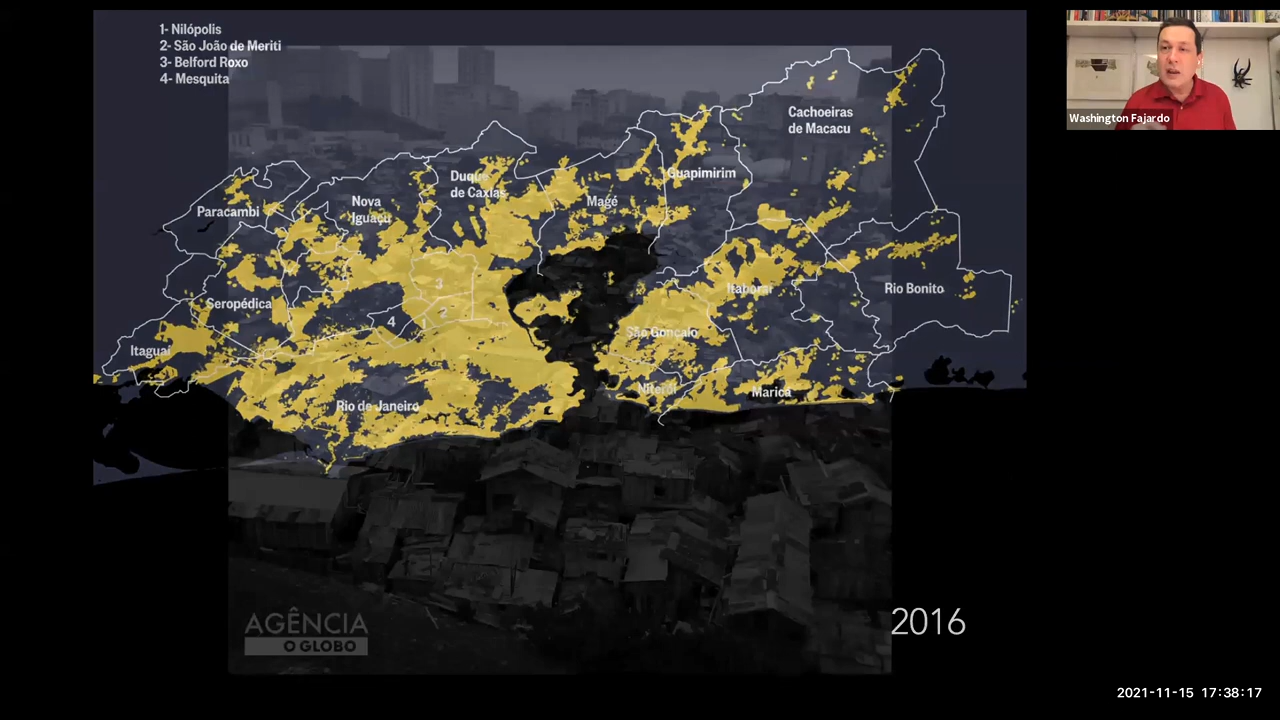 1- Nilópolis
2- São João de Meriti
3- Belford Roxo
4- Mesquita
Washington Fajardo
Cachoeiras
de Macacu
Guapimirim
Duque
de Caxias
Magé
Nova
Iguaçu
Paracambi
3
Itaboraí
Rio Bonito
Seropédica
2
4
1
São Gonçalo
Itaguaí
Niterói
Maricá
Rio de Janeiro
AGÊNCIA
O GLOBO
2016
2021-11-15 17:38:17